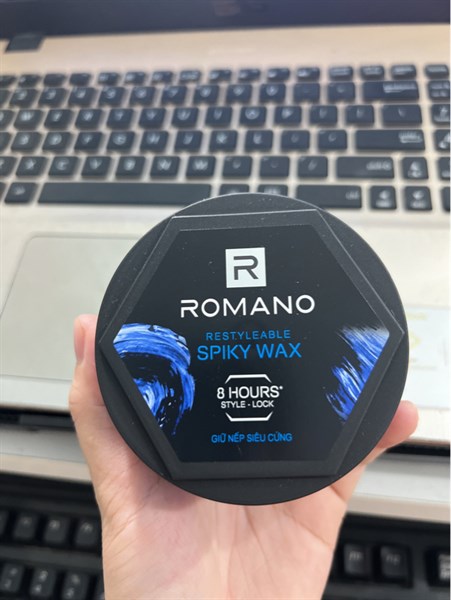 R
ROMANO
RESTYLEABLE
SPIKY WAX
8 HOURS*
STYLE - LOCK
GIỮ NẾP SIÊU CỨNG